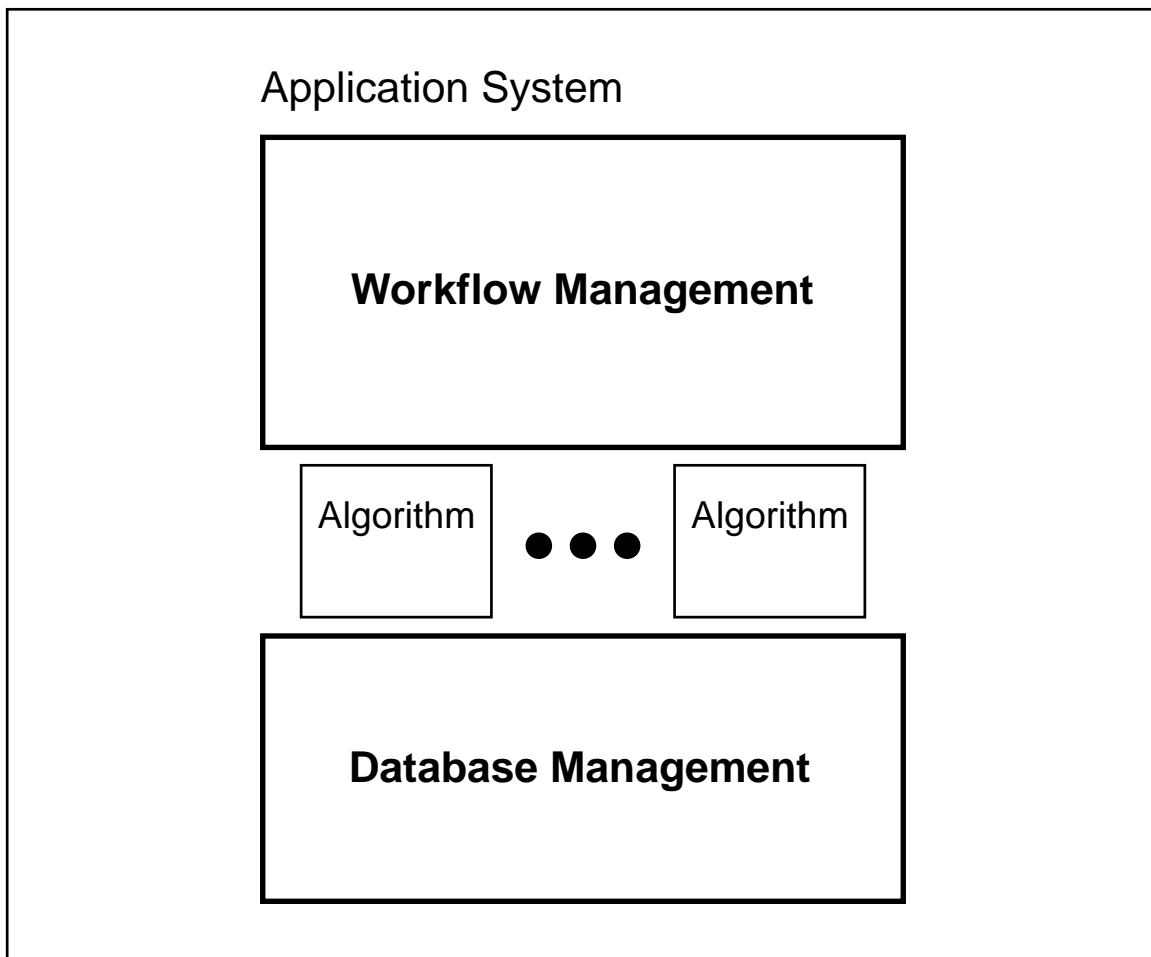 Application System
Workflow Management
Algorithm
Algorithm
Database Management